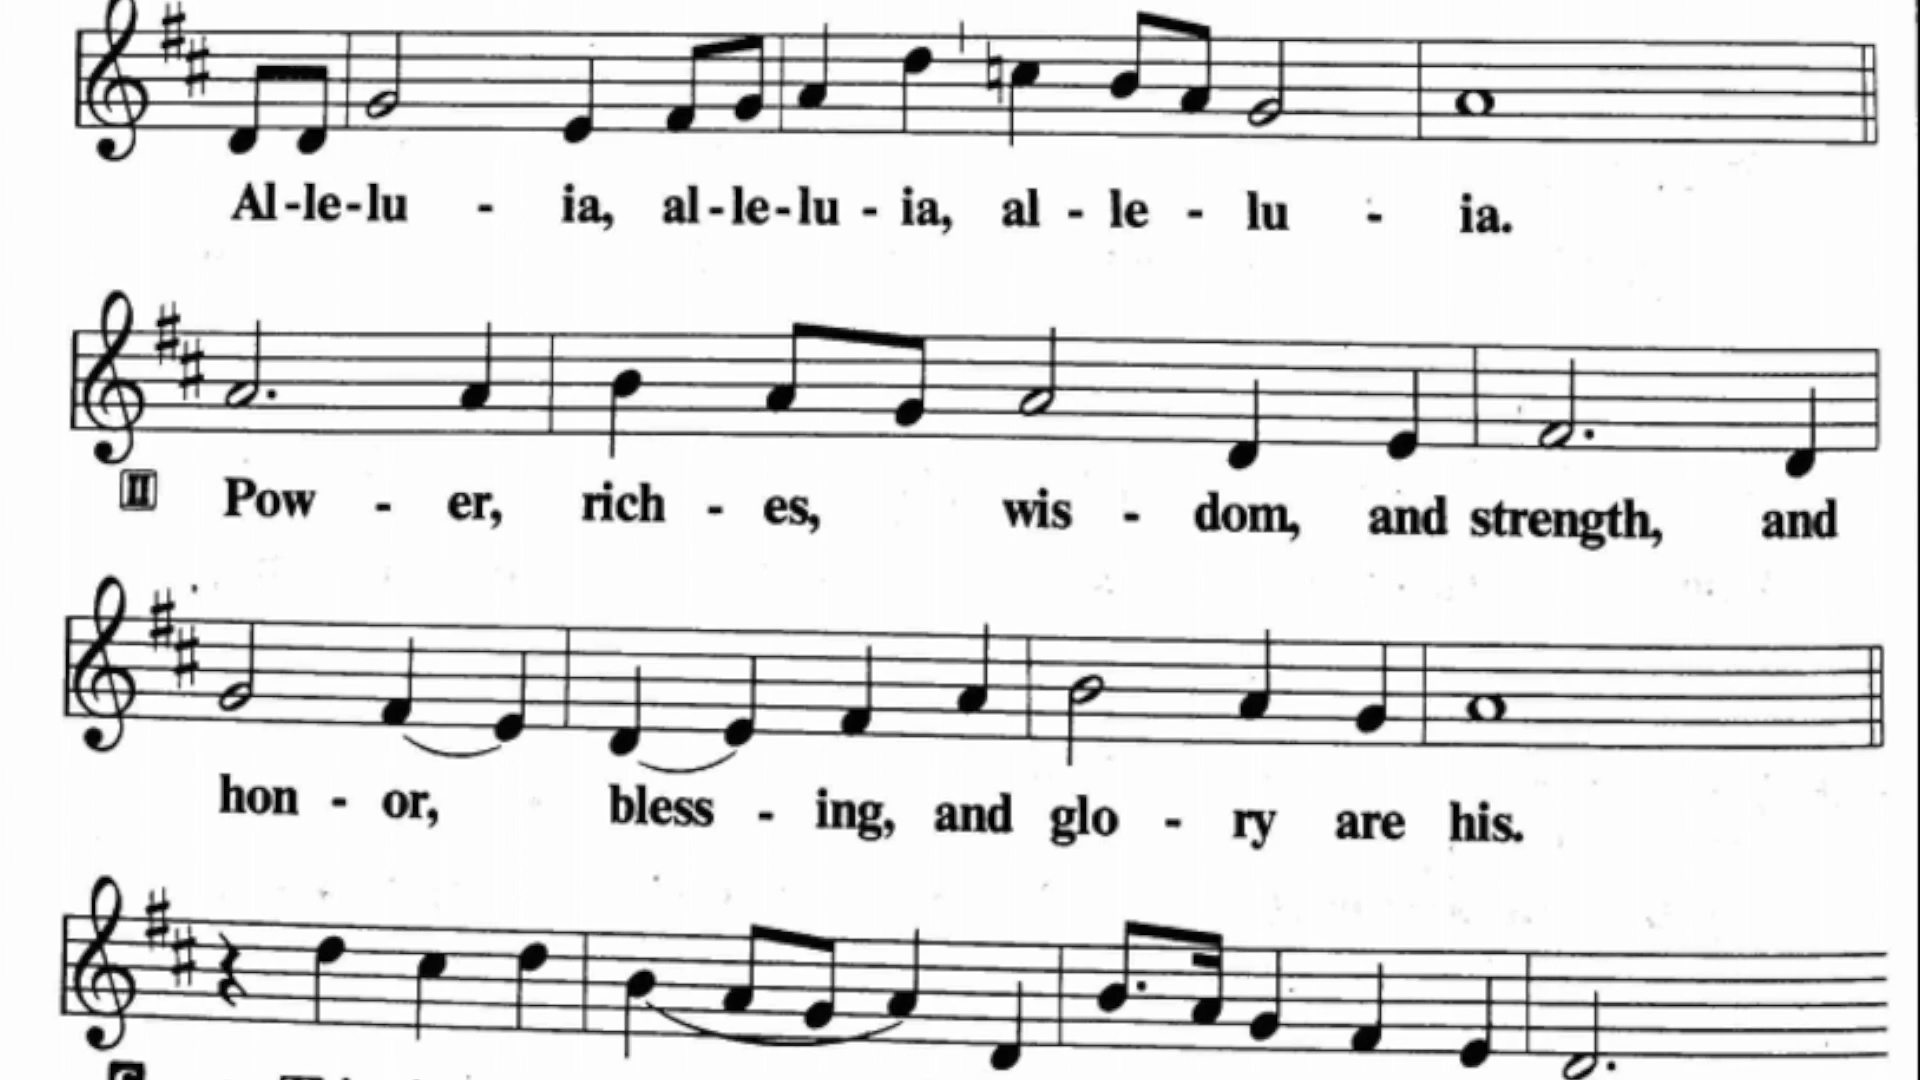 Al-le-lu - ia, al-le-lu - ia, al - le - lu - ia.
II Pow - er, rich - es, wis - dom, and strength, and
hon - or, bless - ing, and glo - ry are his.